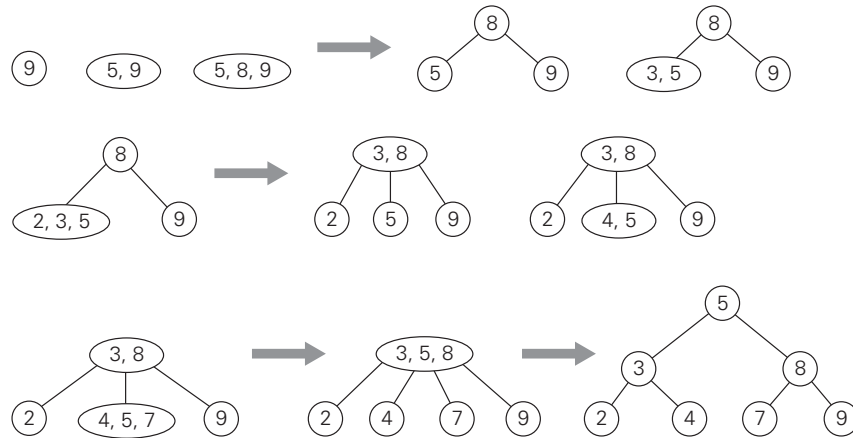 8 8
9 5, 9 5, 8, 9 5 9 3, 5 9
8 3, 8 3, 8
2, 3, 5 9 2 5 9 2 4, 5 9
5
3, 8 3, 5, 8 3 8
2 4, 5, 7 9 2 4 7 9 2 4 7 9